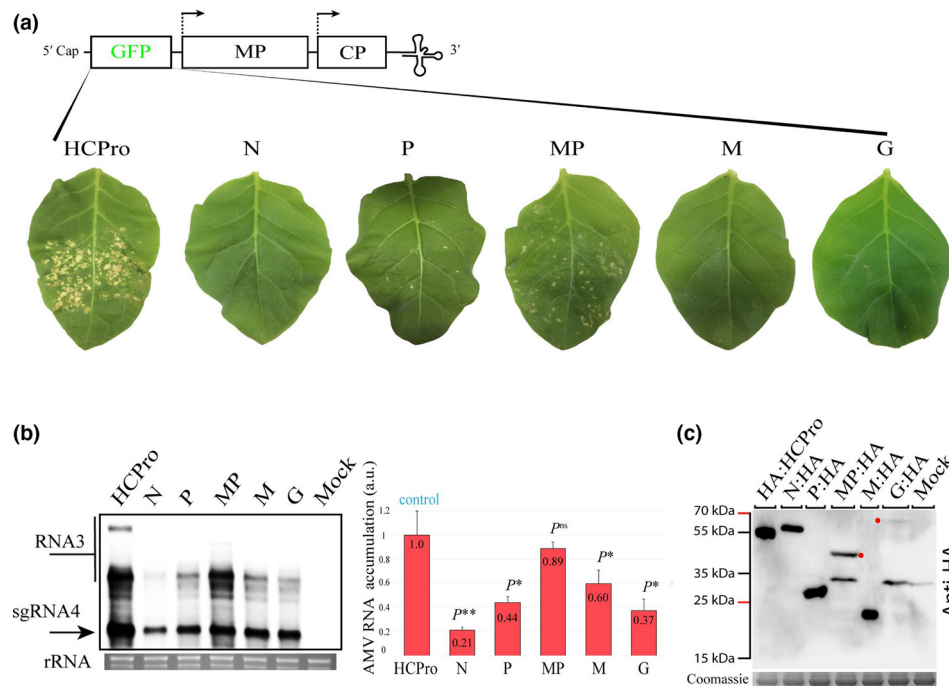 (a)
5′ Cap GFP MP CP 3′
HCPro N P MP M G
(b)
HCPro N P MP M G Mock
RNA3
sgRNA4
rRNA
AMV RNA accumulation (a.u.)
control
1.2
1
0.8
0.6
0.4
0.2
0
1.0 P** 0.21 P* 0.44 Pns 0.89 P* 0.60 P* 0.37
HCPro N P MP M G
(c)
HA:HCPro N:HA P:HA MP:HA M:HA G:HA Mock
70 kDa
55 kDa
35 kDa
25 kDa
15 kDa
Anti-HA
Coomassie